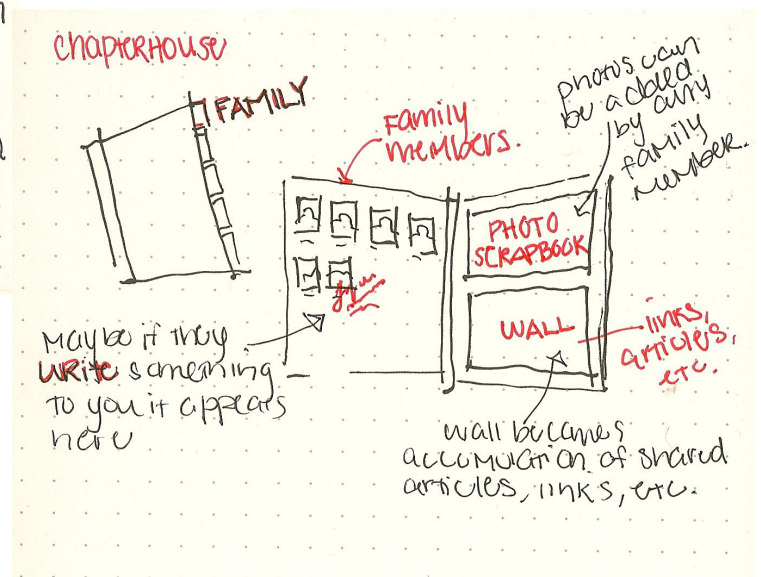 chapterhouse
FAMILY
Family
members.
photos can
be added
by any
family
member.
PHOTO
SCRAPBOOK
WALL
links,
articles,
etc.
Maybe if they
write something
to you it appears
here
wall becomes
accumulation of shared
articles, links, etc.